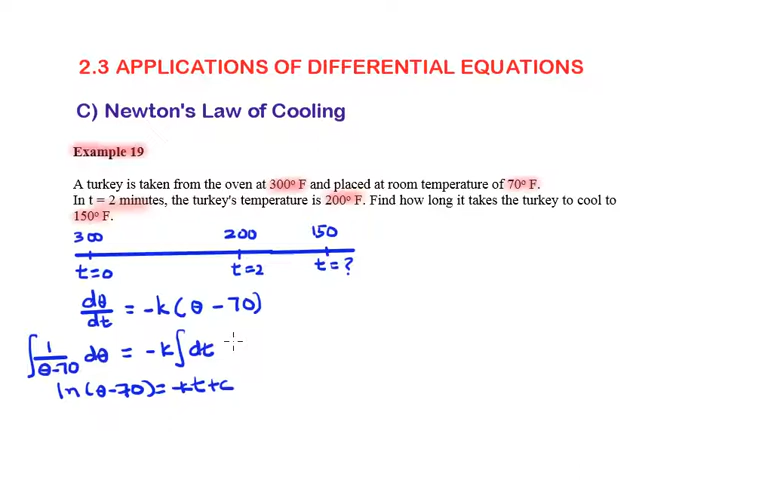 2.3 APPLICATIONS OF DIFFERENTIAL EQUATIONS
C) Newton's Law of Cooling
Example 19
A turkey is taken from the oven at 300° F and placed at room temperature of 70° F.
In t = 2 minutes, the turkey's temperature is 200° F. Find how long it takes the turkey to cool to
150° F.
300 200 150
t=0 t=2 t=?
dθ/dt = -k(θ-70)
∫ 1/(θ-70) dθ = -k∫dt
ln(θ-70)=-kt+c